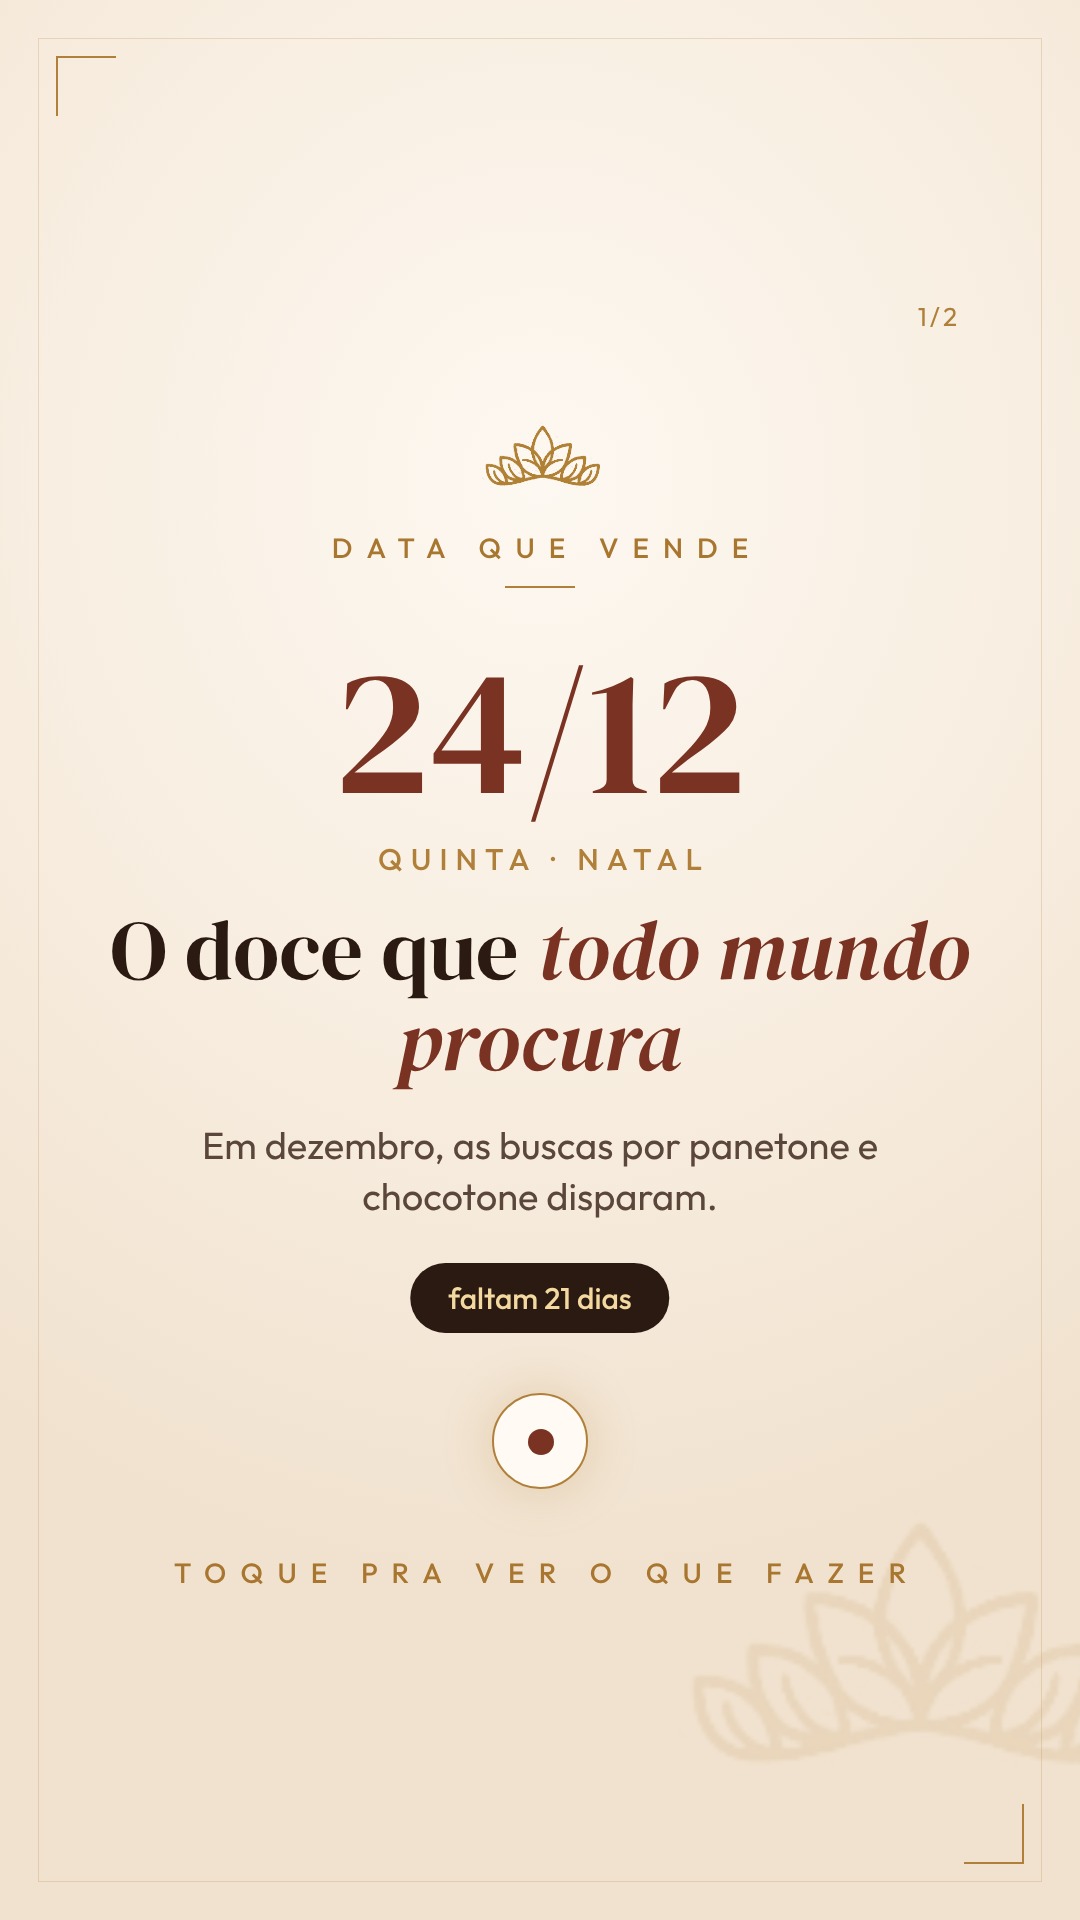 1/2
DATA QUE VENDE
24/12
QUINTA · NATAL
O doce que todo mundo
procura
Em dezembro, as buscas por panetone e
chocotone disparam.
faltam 21 dias
TOQUE PRA VER O QUE FAZER